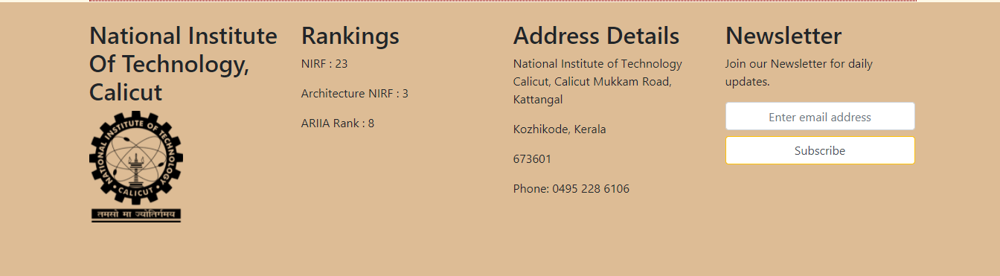 National Institute
Of Technology,
Calicut
NATIONAL INSTITUTE OF TECHNOLOGY
CALICUT
तमसो मा ज्योतिर्गमय
Rankings
NIRF : 23
Architecture NIRF : 3
ARIIA Rank : 8
Address Details
National Institute of Technology
Calicut, Calicut Mukkam Road,
Kattangal
Kozhikode, Kerala
673601
Phone: 0495 228 6106
Newsletter
Join our Newsletter for daily
updates.
Enter email address
Subscribe